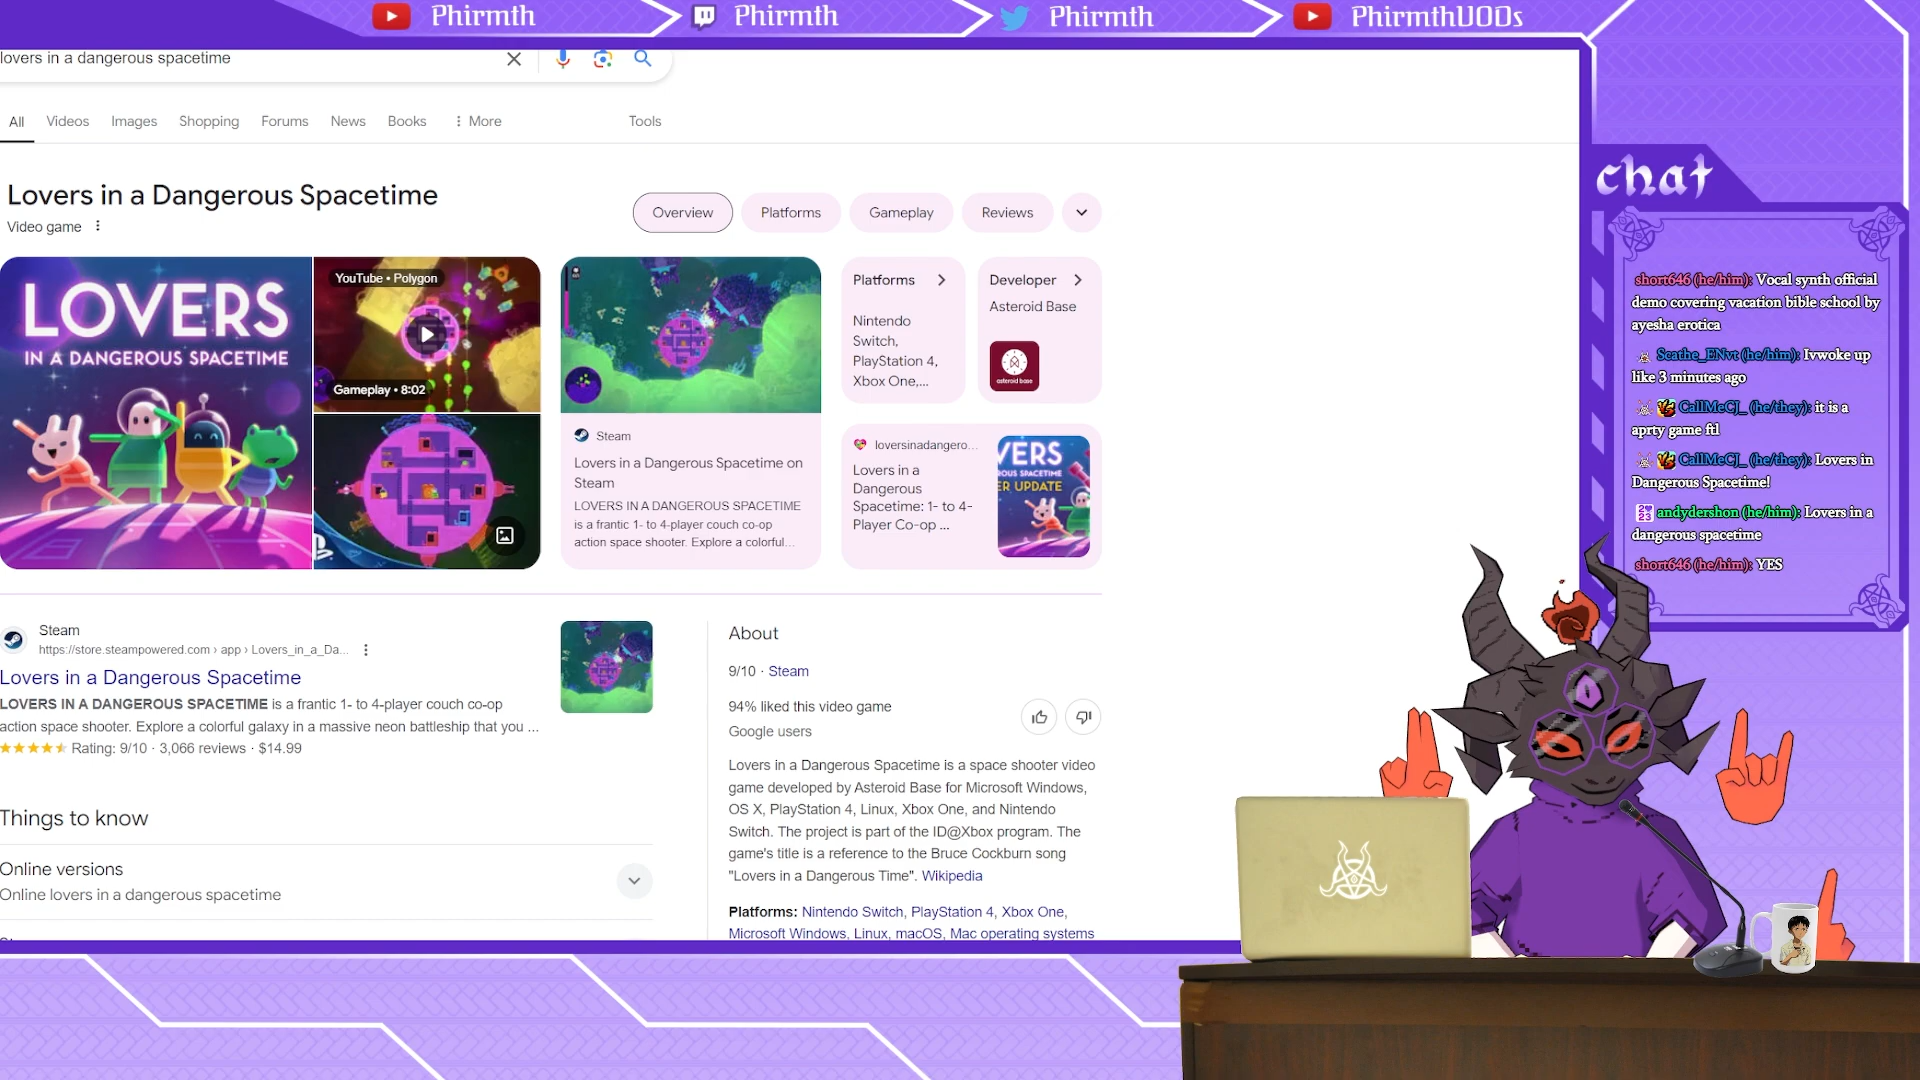 Phirmth
Phirmth
Phirmth
PhirmthVODs
lovers in a dangerous spacetime
All
Videos
Images
Shopping
Forums
News
Books
More
Tools
Lovers in a Dangerous Spacetime
Video game
Overview
Platforms
Gameplay
Reviews
LOVERS
IN A DANGEROUS SPACETIME
YouTube • Polygon
Gameplay • 8:02
Steam
Lovers in a Dangerous Spacetime on
Steam
LOVERS IN A DANGEROUS SPACETIME
is a frantic 1- to 4-player couch co-op
action space shooter. Explore a colorful...
Platforms
Nintendo
Switch,
PlayStation 4,
Xbox One,...
Developer
Asteroid Base
asteroid base
loversinadangero...
Lovers in a
Dangerous
Spacetime: 1- to 4-
Player Co-op ...
VERS
OUS SPACETIME
ER UPDATE
Steam
https://store.steampowered.com › app › Lovers_in_a_Da...
Lovers in a Dangerous Spacetime
LOVERS IN A DANGEROUS SPACETIME is a frantic 1- to 4-player couch co-op
action space shooter. Explore a colorful galaxy in a massive neon battleship that you ...
Rating: 9/10 · 3,066 reviews · $14.99
Things to know
Online versions
Online lovers in a dangerous spacetime
About
9/10 · Steam
94% liked this video game
Google users
Lovers in a Dangerous Spacetime is a space shooter video
game developed by Asteroid Base for Microsoft Windows,
OS X, PlayStation 4, Linux, Xbox One, and Nintendo
Switch. The project is part of the ID@Xbox program. The
game's title is a reference to the Bruce Cockburn song
"Lovers in a Dangerous Time". Wikipedia
Platforms: Nintendo Switch, PlayStation 4, Xbox One,
Microsoft Windows, Linux, macOS, Mac operating systems
chat
short646 (he/him): Vocal synth official
demo covering vacation bible school by
ayesha erotica
Scathe_ENvt (he/him): Ivwoke up
like 3 minutes ago
CallMeCJ_ (he/they): it is a
aprty game ftl
CallMeCJ_ (he/they): Lovers in
Dangerous Spacetime!
andydershon (he/him): Lovers in a
dangerous spacetime
short646 (he/him): YES